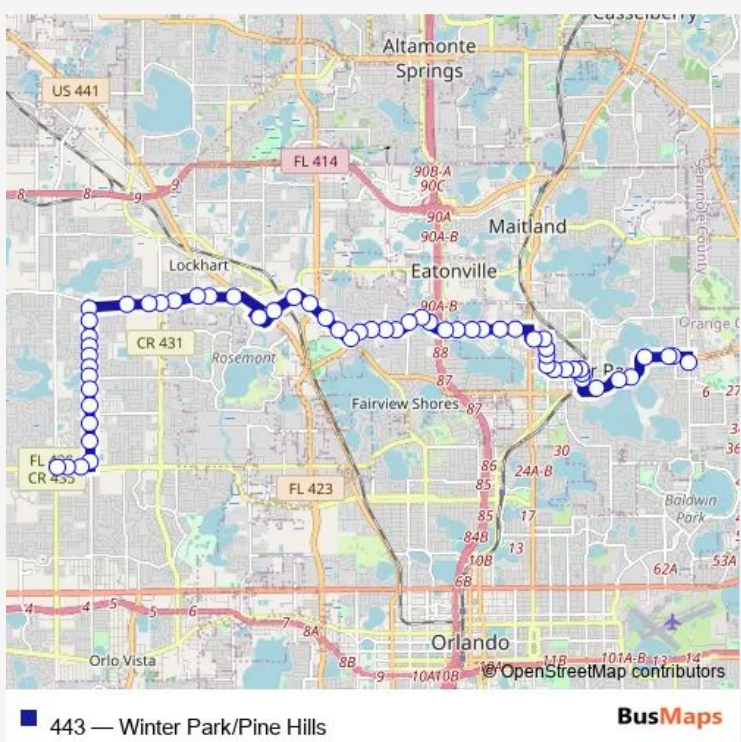 Casselberry
Altamonte
Springs
US 441
FL 414
90B-A
90C
8
8
9
9
90A
90A-B
Maitland
Seminole County
Lockhart
Eatonville
90A-B
Orange C
CR 431
88
Rosemont
87
6
27
Fairview Shores
87
30
86
24A-B
85
FL 423
CR 435
Baldwin
Park
85
17
84B
13
10B
62A
53A
6B
4
4
5
5
6
7
8A
Orlando
Orlo Vista
8B
9
10A
10B
11B
101A-B
13
14
© OpenStreetMap contributors
443 — Winter Park/Pine Hills
BusMaps